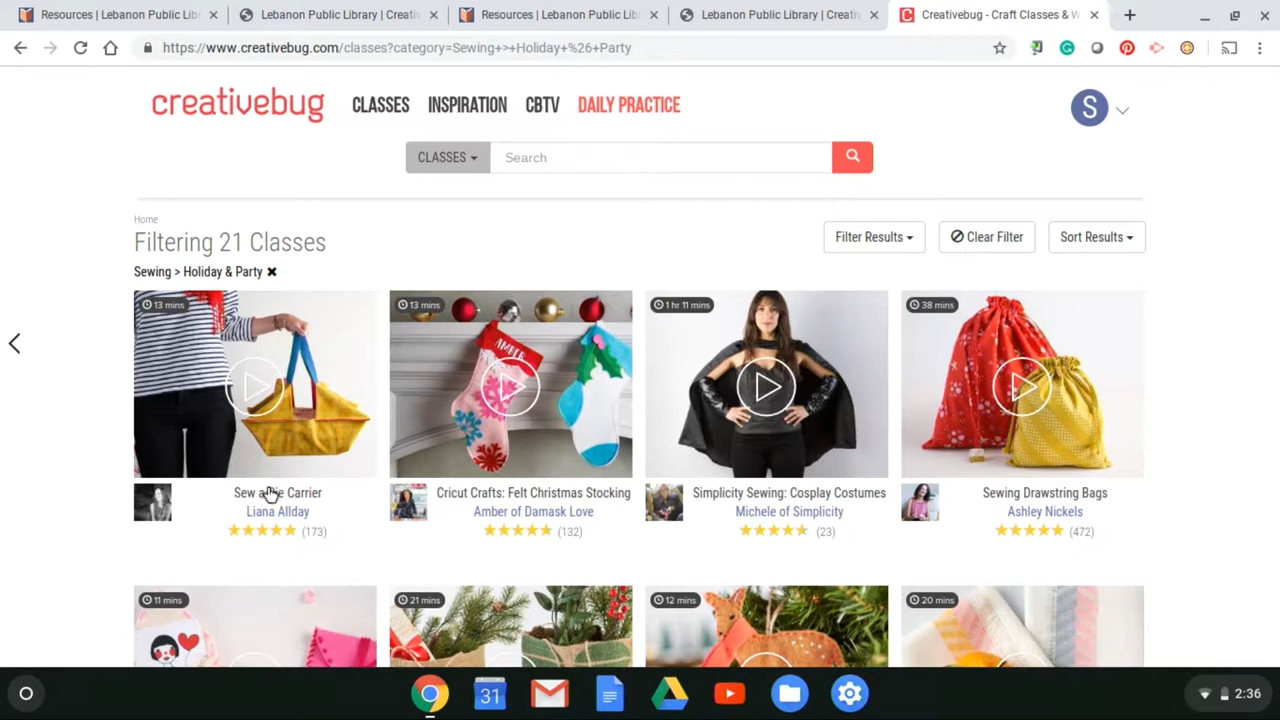 Resources | Lebanon Public Libr
Lebanon Public Library | Creativ
Resources | Lebanon Public Libr
Lebanon Public Library | Creativ
Creativebug - Craft Classes & W
https://www.creativebug.com/classes?category=Sewing+>+Holiday+%26+Party
creativebug
CLASSES
INSPIRATION
CBTV
DAILY PRACTICE
S
CLASSES
Search
Home
Filtering 21 Classes
Filter Results
Clear Filter
Sort Results
Sewing > Holiday & Party
13 mins
13 mins
1 hr 11 mins
38 mins
AMBER
Carrier
Cricut Crafts: Felt Christmas Stocking
Simplicity Sewing: Cosplay Costumes
Sewing Drawstring Bags
Liana Allday
Amber of Damask Love
Michele of Simplicity
Ashley Nickels
(173)
(132)
(23)
(472)
11 mins
21 mins
12 mins
20 mins
31
2:36